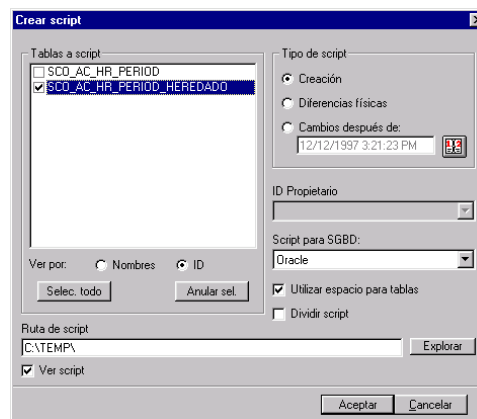 Crear script
Tablas a script
SCO_AC_HR_PERIOD
SCO_AC_HR_PERIOD_HEREDADO
Ver por:
Nombres
ID
Selec. todo
Anular sel.
Tipo de script
Creación
Diferencias físicas
Cambios después de:
12/12/1997 3:21:23 PM
ID Propietario
Script para SGBD:
Oracle
Utilizar espacio para tablas
Dividir script
Ruta de script
C:\TEMP\
Explorar
Ver script
Aceptar
Cancelar